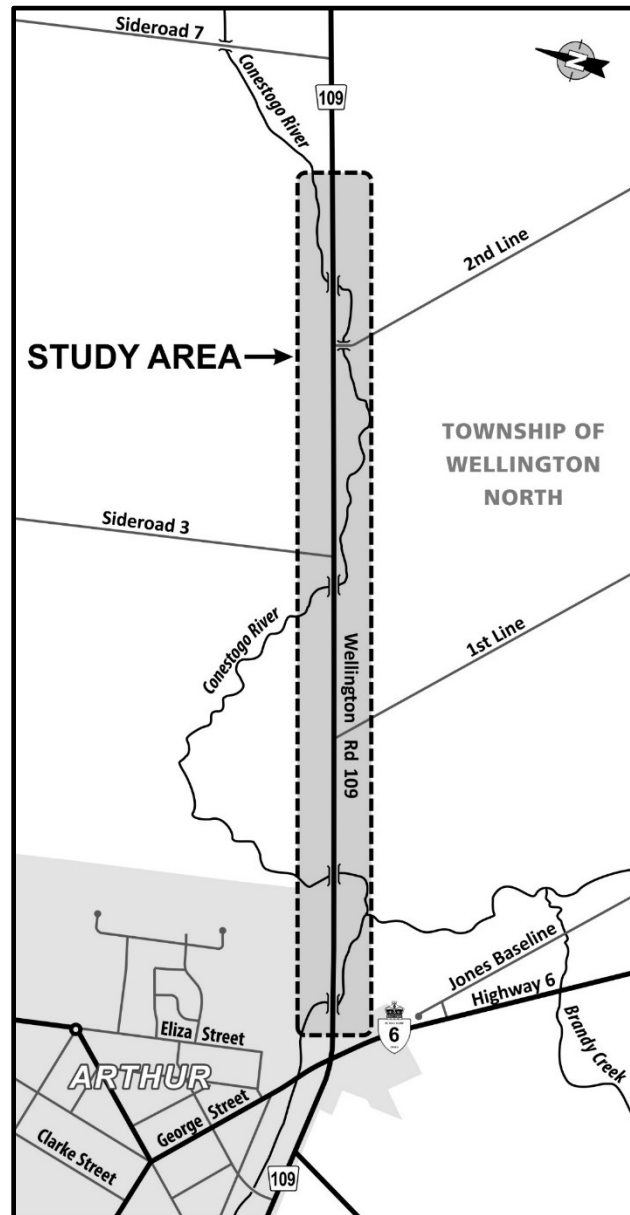 Sideroad 7
Conestogo River
N
109
2nd Line
STUDY AREA
TOWNSHIP OF
WELLINGTON
NORTH
Sideroad 3
Conestogo River
1st Line
Wellington Rd 109
Jones Baseline
Highway 6
6
Eliza Street
Brandy Creek
ARTHUR
George Street
Clarke Street
109